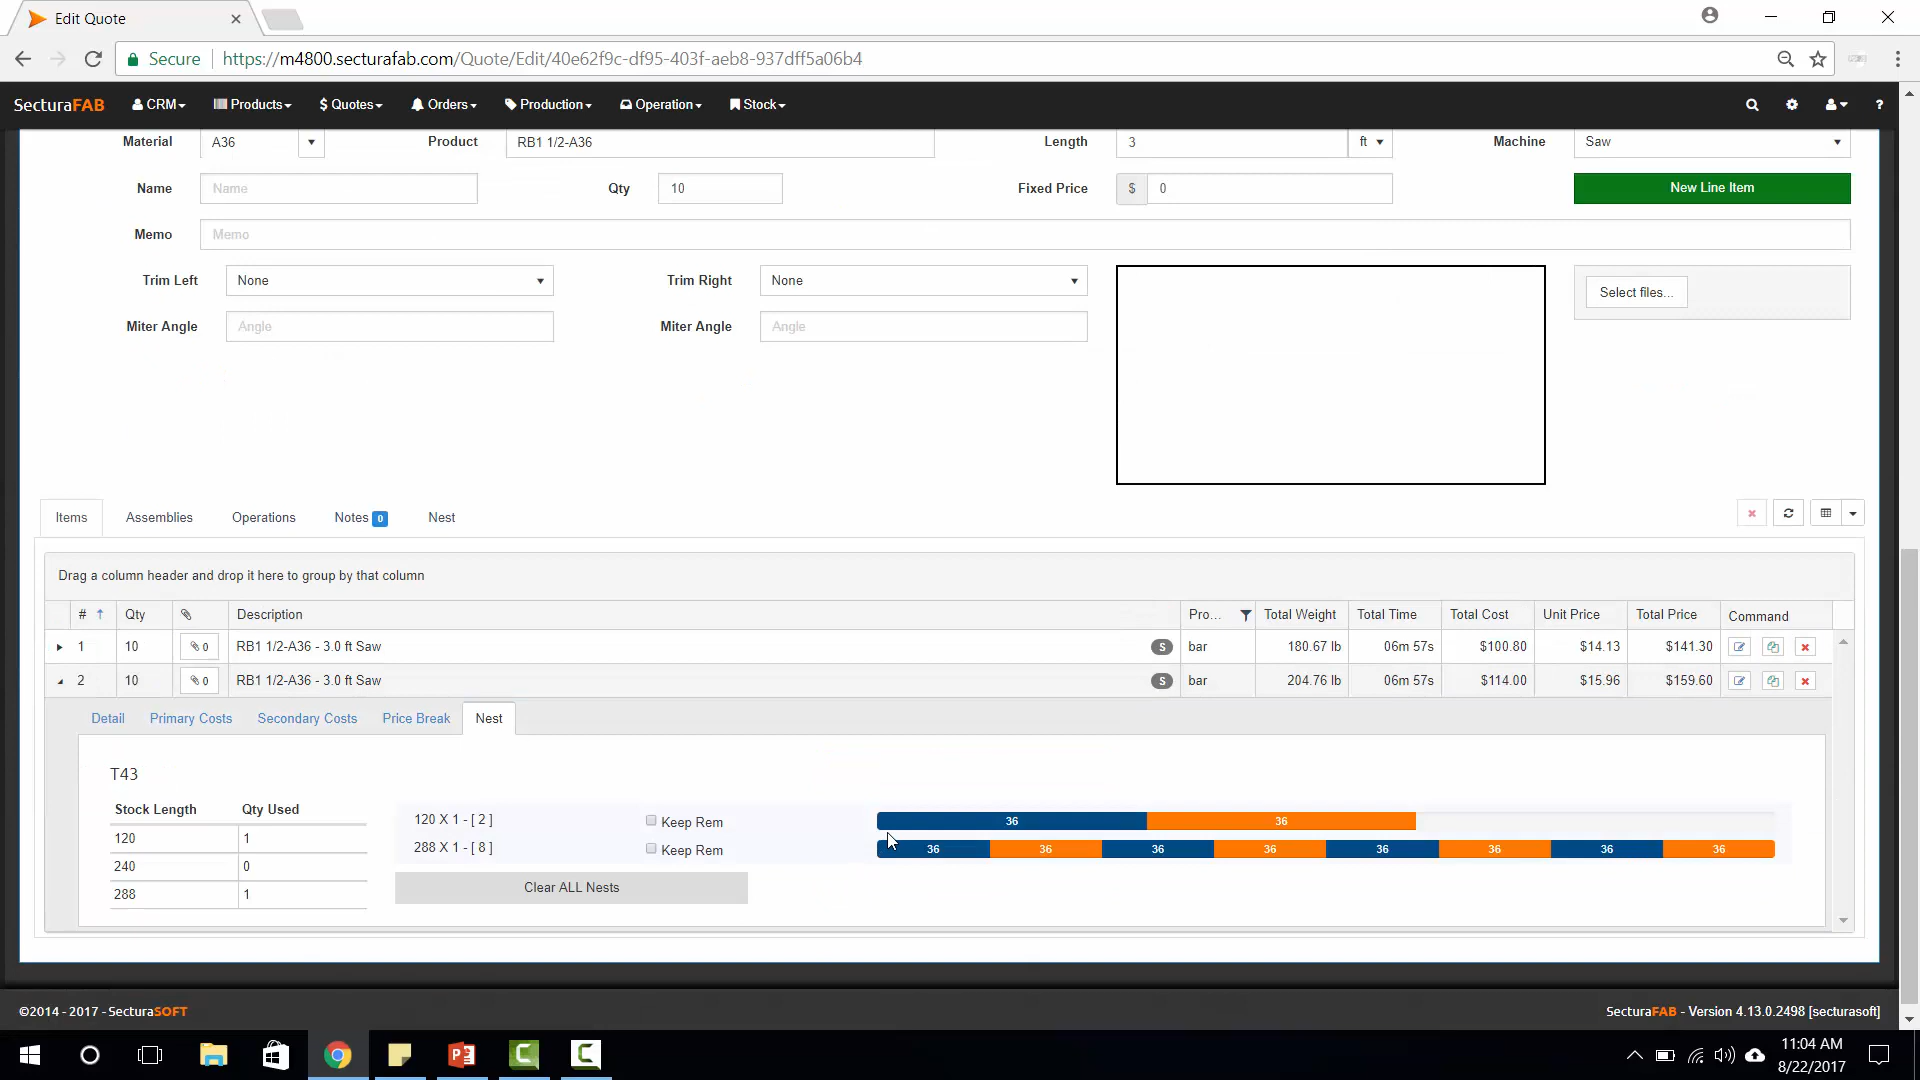 Edit Quote
Secure https://m4800.secturafab.com/Quote/Edit/40e62f9c-df95-403f-aeb8-937dff5a06b4
SecturaFAB CRM Products $ Quotes Orders Production Operation Stock ?
Material A36 Product RB1 1/2-A36 Length 3 ft Machine Saw
Name Name Qty 10 Fixed Price $ 0 New Line Item
Memo Memo
Trim Left None Trim Right None Select files...
Miter Angle Angle Miter Angle Angle
Items Assemblies Operations Notes 0 Nest
Drag a column header and drop it here to group by that column
# Qty Description Pro... Total Weight Total Time Total Cost Unit Price Total Price Command
1 10 0 RB1 1/2-A36 - 3.0 ft Saw S bar 180.67 lb 06m 57s $100.80 $14.13 $141.30
2 10 0 RB1 1/2-A36 - 3.0 ft Saw S bar 204.76 lb 06m 57s $114.00 $15.96 $159.60
Detail Primary Costs Secondary Costs Price Break Nest
T43
Stock Length Qty Used
120 1
240 0
288 1
120 X 1 - [ 2 ] Keep Rem 36 36
288 X 1 - [ 8 ] Keep Rem 36 36 36 36 36 36 36 36
Clear ALL Nests
©2014 - 2017 - SecturaSOFT SecturaFAB - Version 4.13.0.2498 [secturasoft]
11:04 AM
8/22/2017